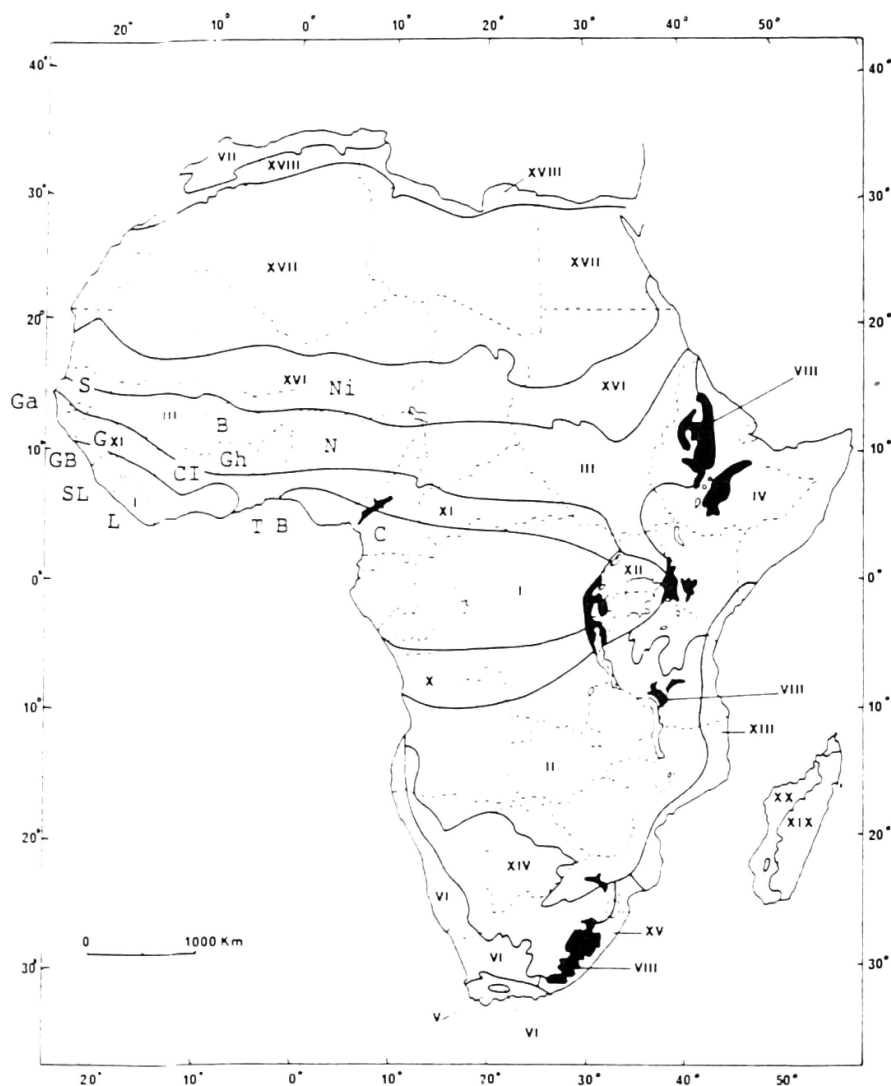 20° 10° 0° 10° 20° 30° 40° 50°
40° 40°
VII
XVIII XVIII
30° 30°
XVII XVII
20° 20°
VIII
S XVI Ni XVI
Ga III B
10° G XI N III 10°
GB CI Gh IV
SL I XI
L T B C
0° XII 0°
I
X
VIII
10° 10°
XIII
II
XX
XIX
20° 20°
XIV
VI
0 1000 Km XV
VI VIII
30° 30°
V
VI
20° 10° 0° 10° 20° 30° 40° 50°